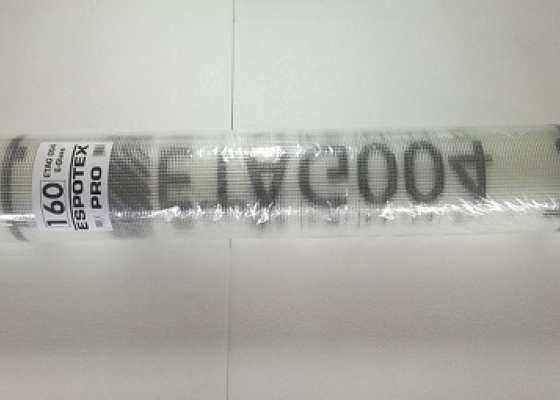 160
ETAG 004
E-Glass
ESPOTEX
PRO
ETAG004